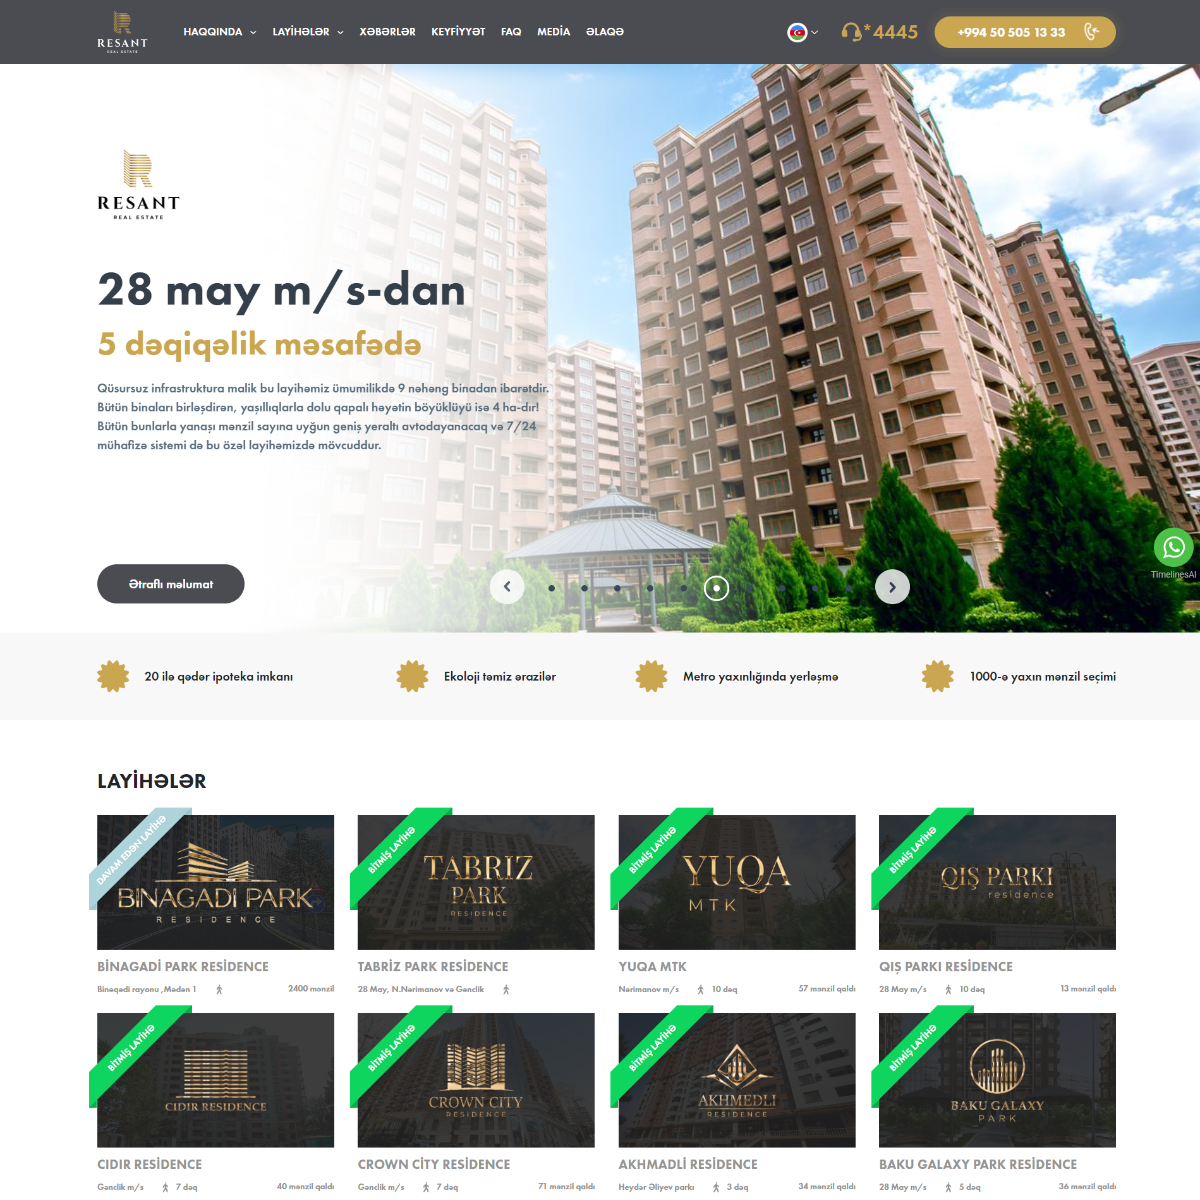 RESANT
REAL ESTATE
HAQQINDA LAYİHƏLƏR XƏBƏRLƏR KEYFİYYƏT FAQ MEDİA ƏLAQƏ
*4445
+994 50 505 13 33
RESANT
REAL ESTATE
28 may m/s-dan
5 dəqiqəlik məsafədə
Qüsursuz infrastruktura malik bu layihəmiz ümumilikdə 9 nəhəng binadan ibarətdir.
Bütün binaları birləşdirən, yaşıllıqlarla dolu qapalı həyətin böyüklüyü isə 4 ha-dır!
Bütün bunlarla yanaşı mənzil sayına uyğun geniş yeraltı avtodayanacaq və 7/24
mühafizə sistemi də bu özəl layihəmizdə mövcuddur.
Ətraflı məlumat
TimelinesAI
20 ilə qədər ipoteka imkanı
Ekoloji təmiz ərazilər
Metro yaxınlığında yerləşmə
1000-ə yaxın mənzil seçimi
LAYİHƏLƏR
DAVAM EDƏN LAYİHƏ
BİNAGADİ PARK
RESİDENCE
BİNAGADİ PARK RESİDENCE
Binəqədi rayonu ,Mədən 1
2400 mənzil
BİTMİŞ LAYİHƏ
TABRIZ
PARK
RESIDENCE
TABRİZ PARK RESİDENCE
28 May, N.Nərimanov və Gənclik
BİTMİŞ LAYİHƏ
YUQA
MTK
YUQA MTK
Nərimanov m/s 10 dəq
57 mənzil qaldı
BİTMİŞ LAYİHƏ
QIŞ PARKI
residence
QIŞ PARKI RESİDENCE
28 May m/s 10 dəq
13 mənzil qaldı
BİTMİŞ LAYİHƏ
CIDIR RESIDENCE
CIDIR RESİDENCE
Gənclik m/s 7 dəq
40 mənzil qaldı
BİTMİŞ LAYİHƏ
CROWN CITY
RESIDENCE
CROWN CİTY RESİDENCE
Gənclik m/s 7 dəq
71 mənzil qaldı
BİTMİŞ LAYİHƏ
AKHMEDLI
RESIDENCE
AKHMADLİ RESİDENCE
Heydər Əliyev parkı 3 dəq
34 mənzil qaldı
BİTMİŞ LAYİHƏ
BAKU GALAXY
PARK
BAKU GALAXY PARK RESİDENCE
28 May m/s 5 dəq
36 mənzil qaldı